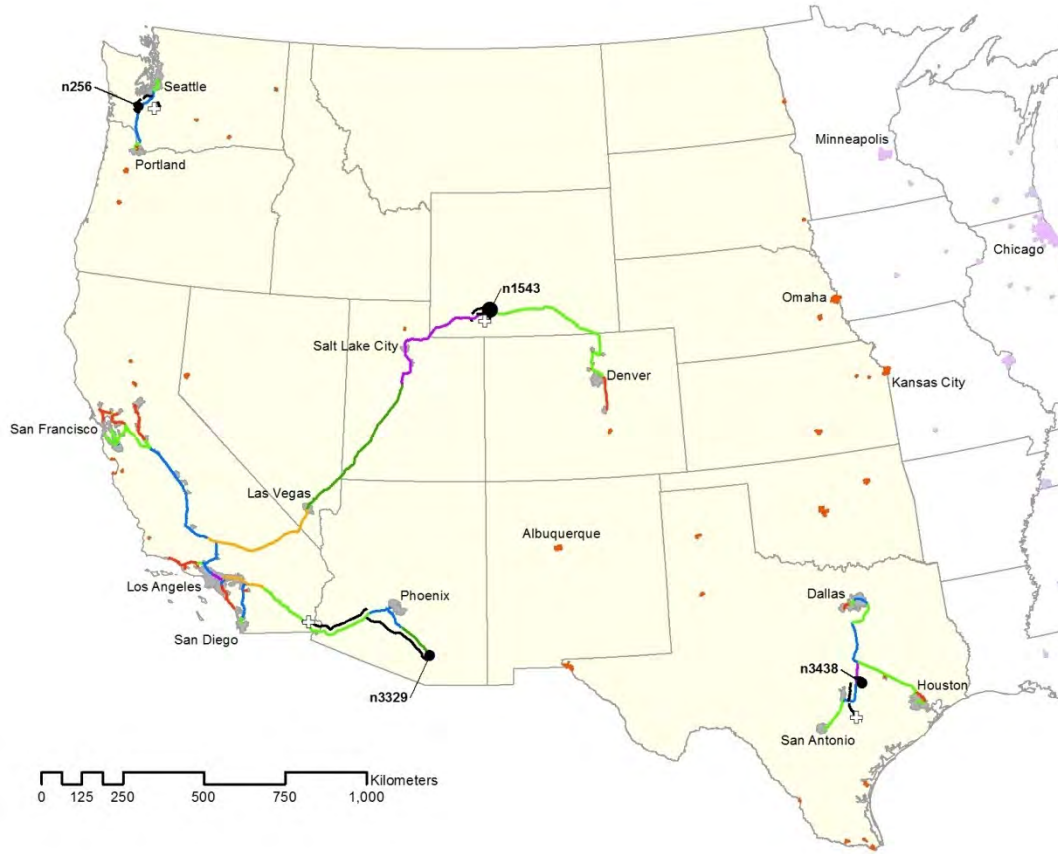 Seattle
n256
Portland
Minneapolis
Chicago
n1543
Omaha
Salt Lake City
Denver
Kansas City
San Francisco
Las Vegas
Albuquerque
Los Angeles
Phoenix
Dallas
San Diego
n3438
n3329
Houston
San Antonio
Kilometers
0 125 250 500 750 1,000